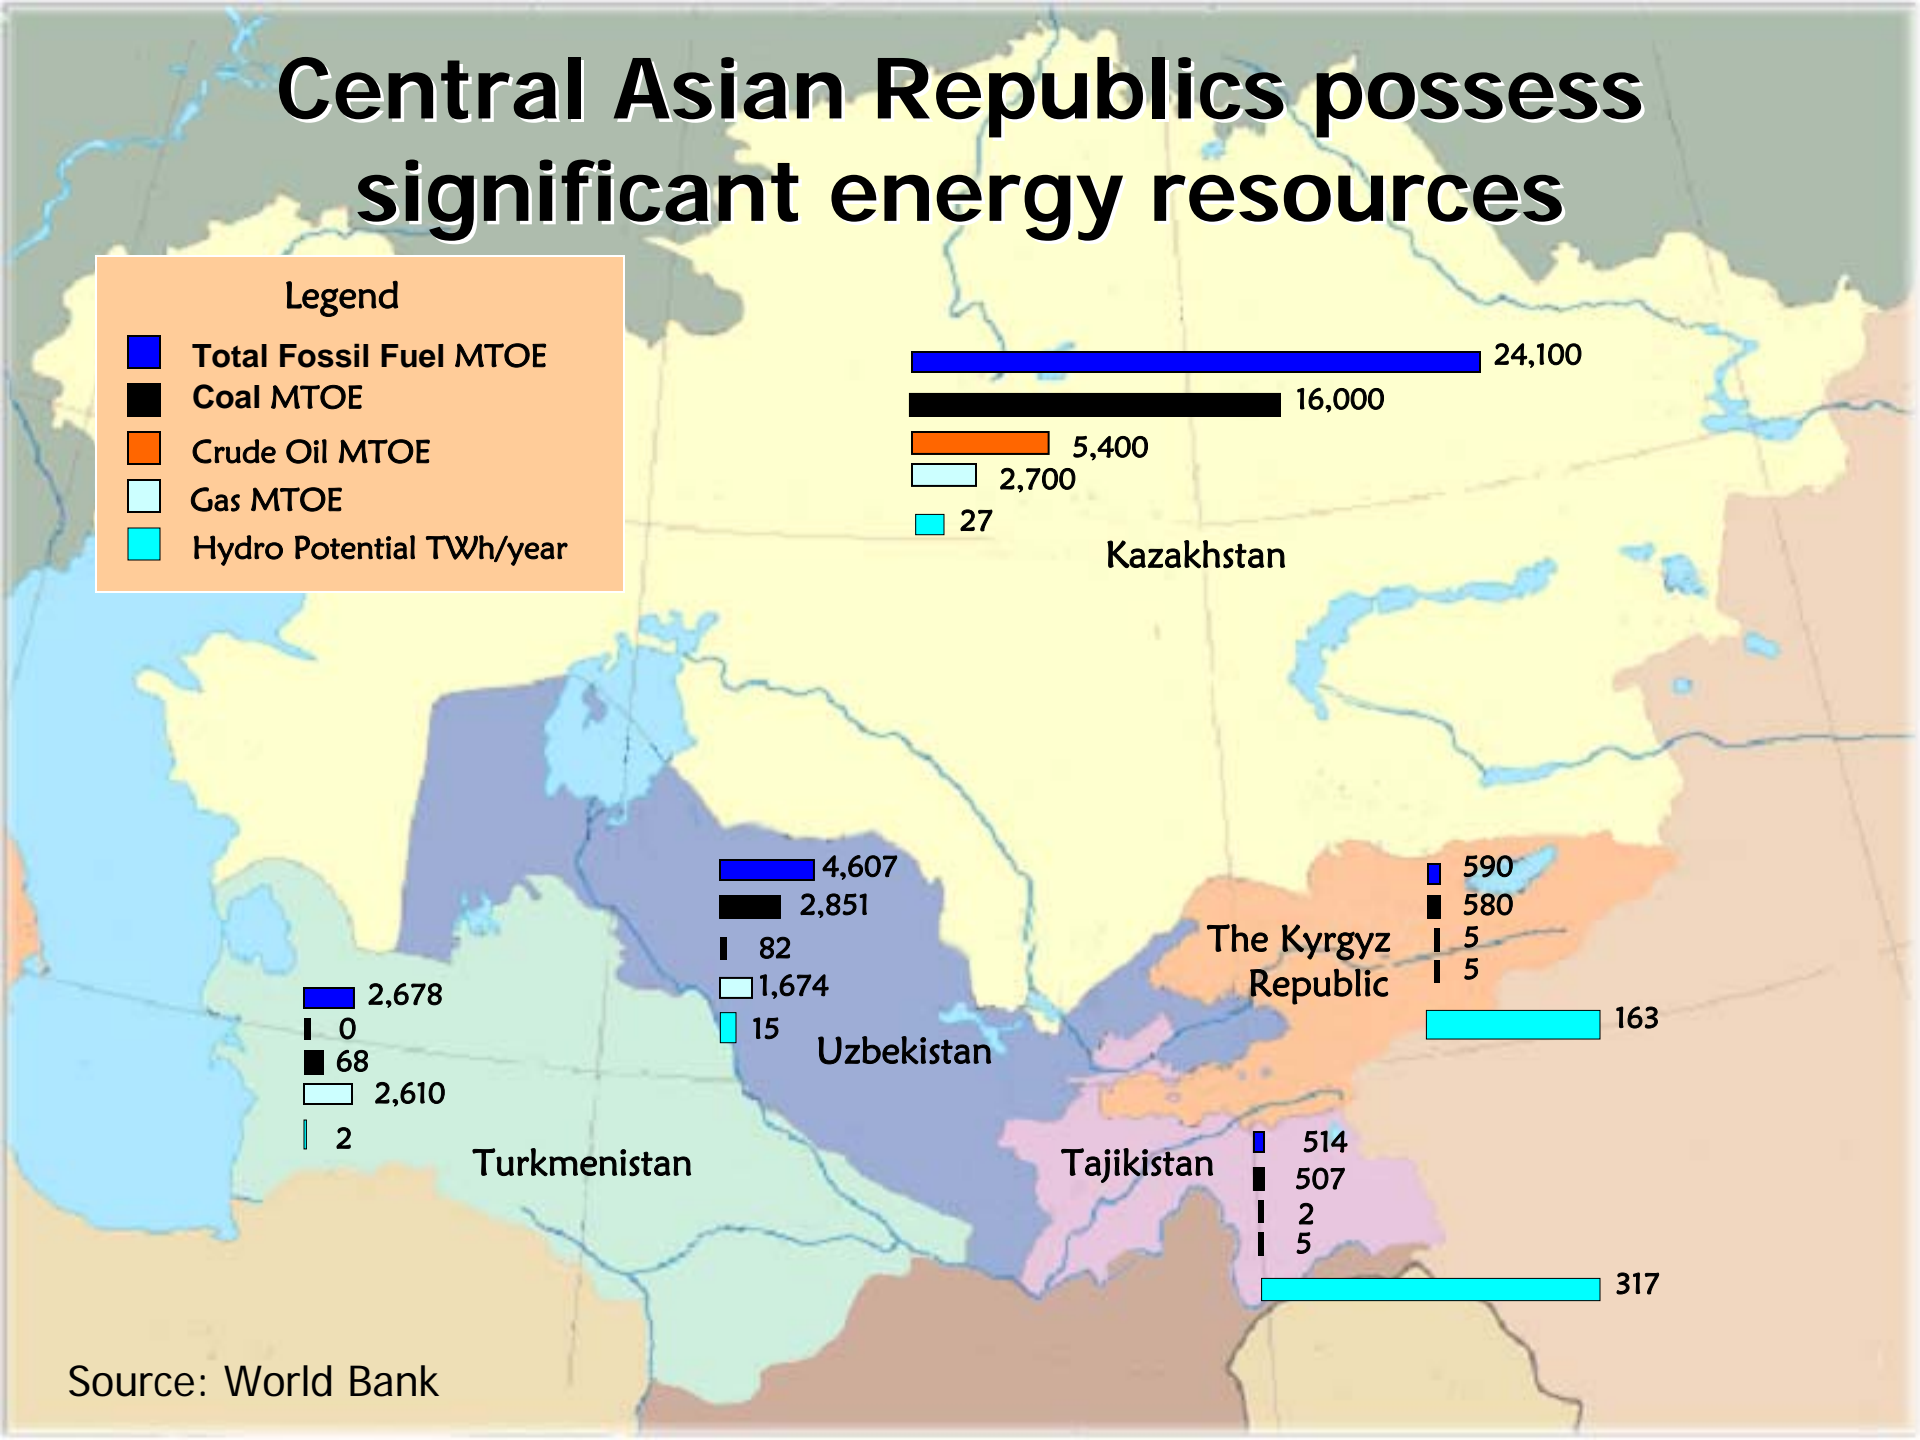 Central Asian Republics possess
significant energy resources
Legend
Total Fossil Fuel MTOE
Coal MTOE
Crude Oil MTOE
Gas MTOE
Hydro Potential TWh/year
24,100
16,000
5,400
2,700
27
Kazakhstan
4,607
2,851
82
1,674
15
Uzbekistan
590
580
5
5
163
The Kyrgyz
Republic
2,678
0
68
2,610
2
Turkmenistan
Tajikistan
514
507
2
5
317
Source: World Bank